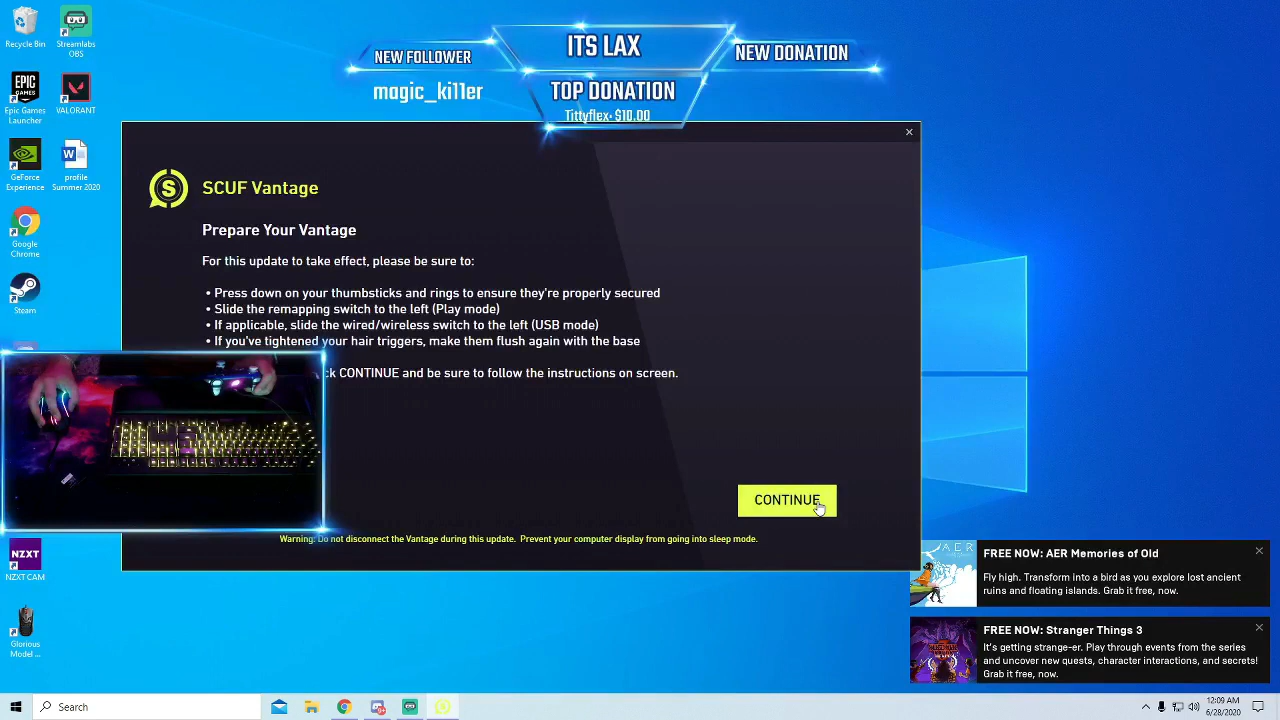 Recycle Bin
Streamlabs
OBS
Epic Games
Launcher
VALORANT
GeForce
Experience
profile
Summer 2020
Google
Chrome
Steam
NZXT
NZXT CAM
Glorious
Model ...
NEW FOLLOWER
magic_ki11er
ITS LAX
TOP DONATION
Tittyflex• $10.00
NEW DONATION
SCUF Vantage
Prepare Your Vantage
For this update to take effect, please be sure to:
• Press down on your thumbsticks and rings to ensure they're properly secured
• Slide the remapping switch to the left (Play mode)
• If applicable, slide the wired/wireless switch to the left (USB mode)
• If you've tightened your hair triggers, make them flush again with the base
CONTINUE and be sure to follow the instructions on screen.
CONTINUE
Warning: Do not disconnect the Vantage during this update. Prevent your computer display from going into sleep mode.
AER
FREE NOW: AER Memories of Old
Fly high. Transform into a bird as you explore lost ancient
ruins and floating islands. Grab it free, now.
FREE NOW: Stranger Things 3
It's getting strange-er. Play through events from the series
and uncover new quests, character interactions, and secrets!
Grab it free, now.
Search
12:09 AM
6/28/2020